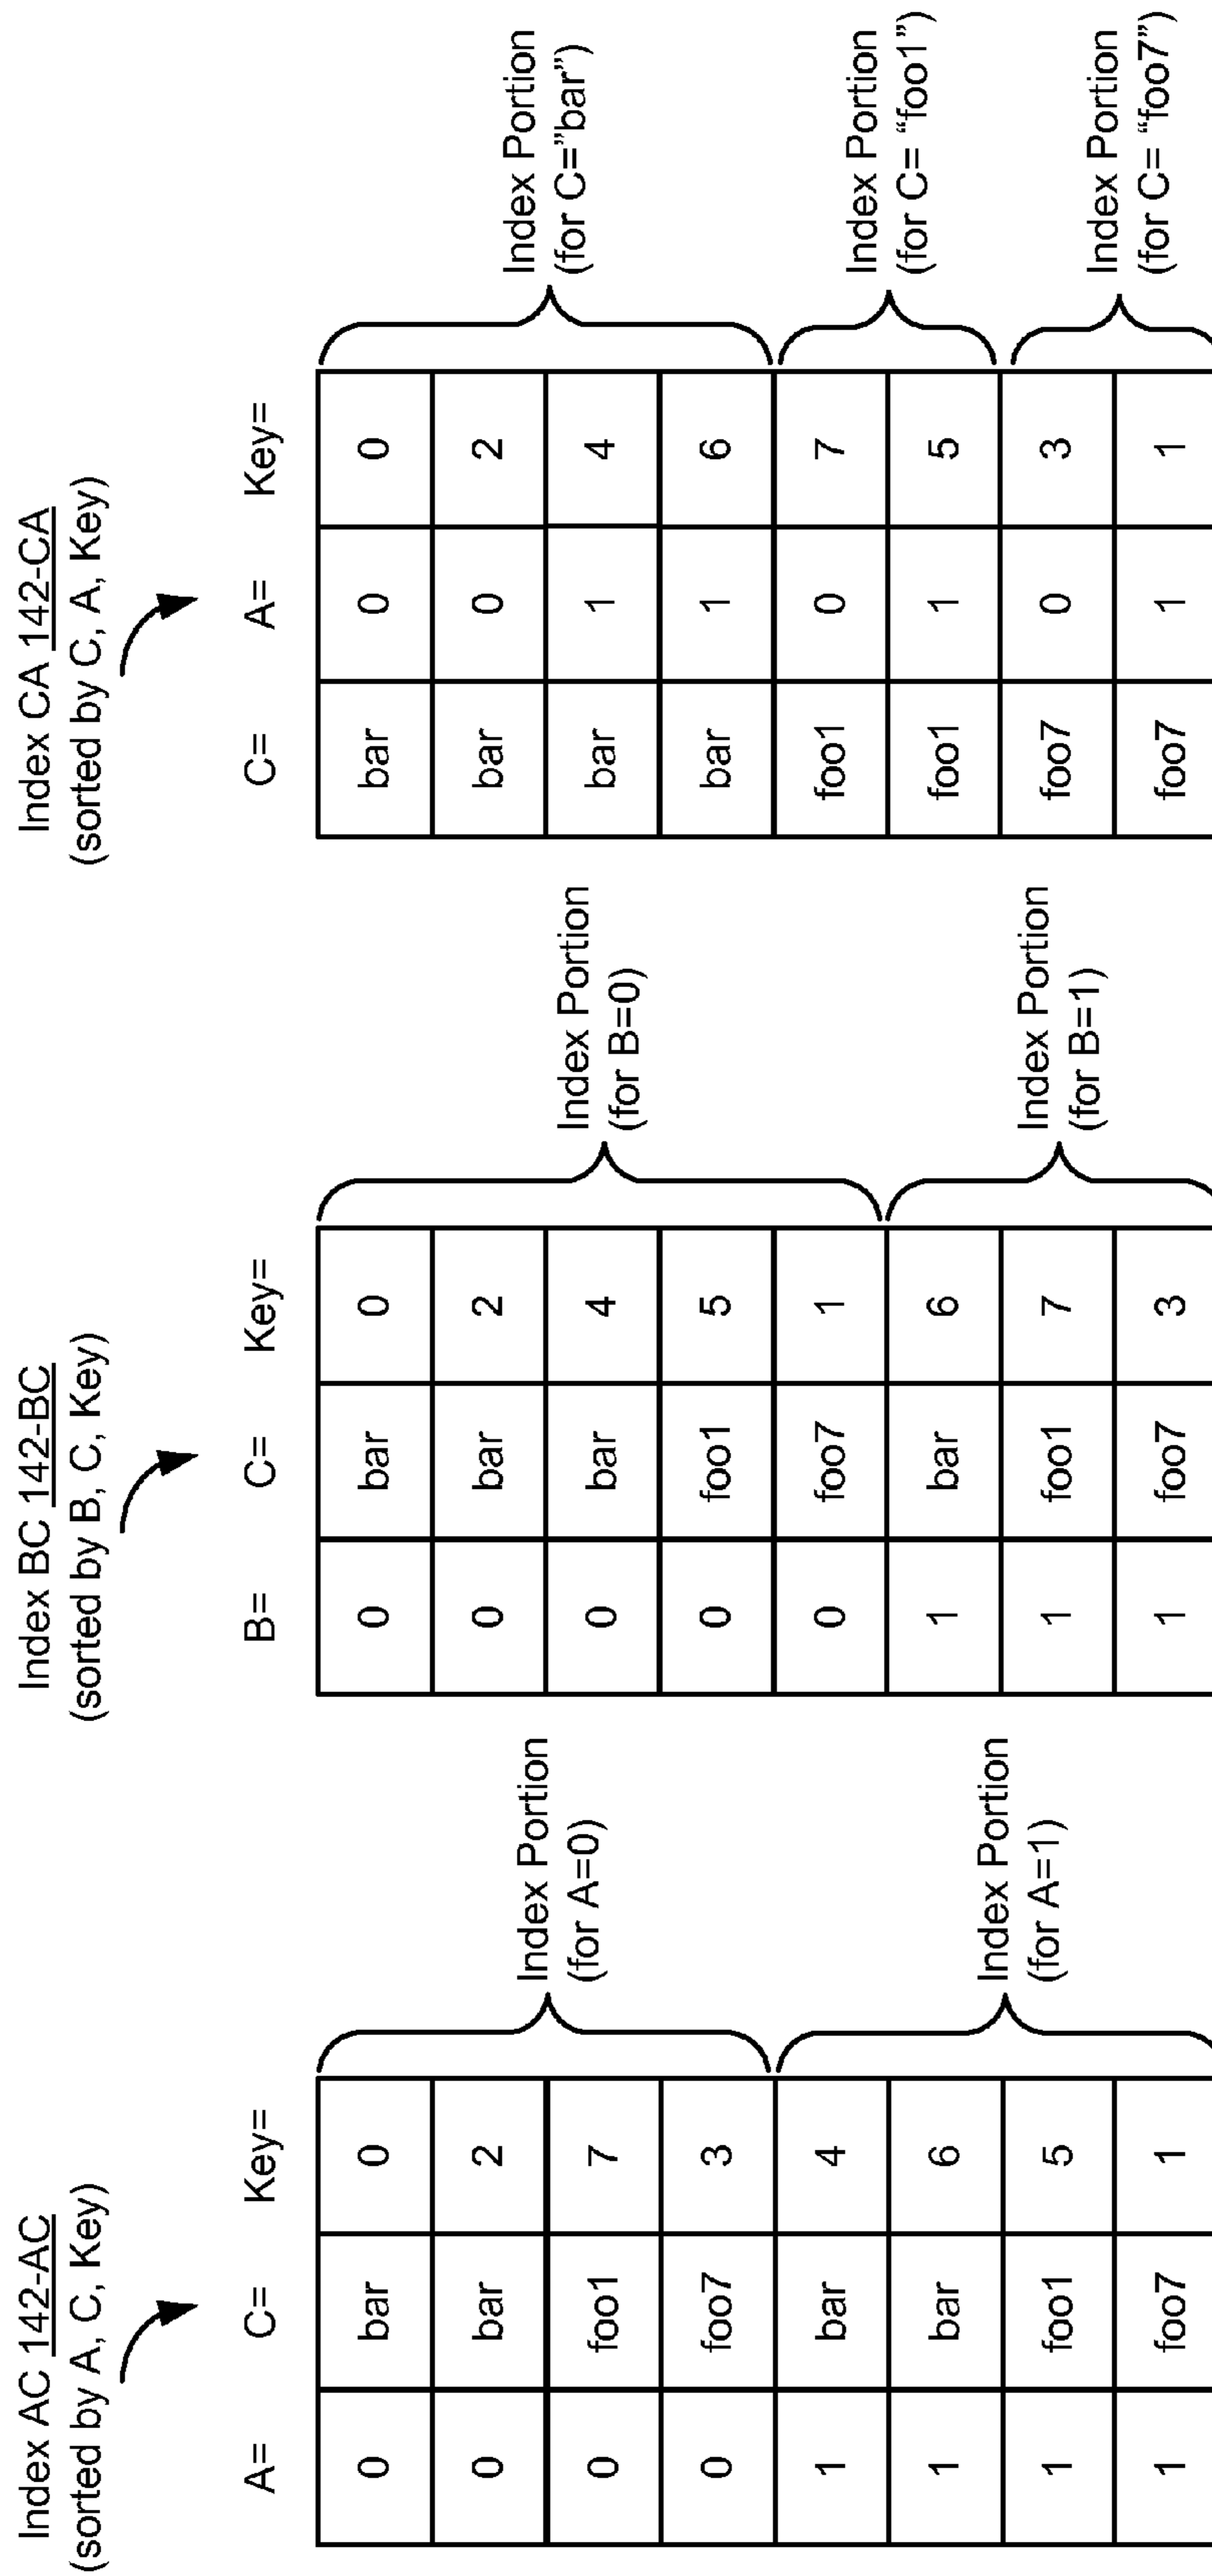 Index AC 142-AC
(sorted by A, C, Key)
A= C= Key=
0 bar 0
0 bar 2
0 foo1 7
0 foo7 3
1 bar 4
1 bar 6
1 foo1 5
1 foo7 1
Index Portion
(for A=0)
Index Portion
(for A=1)
Index BC 142-BC
(sorted by B, C, Key)
B= C= Key=
0 bar 0
0 bar 2
0 bar 4
0 foo1 5
0 foo7 1
1 bar 6
1 foo1 7
1 foo7 3
Index Portion
(for B=0)
Index Portion
(for B=1)
Index CA 142-CA
(sorted by C, A, Key)
C= A= Key=
bar 0 0
bar 0 2
bar 1 4
bar 1 6
foo1 0 7
foo1 1 5
foo7 0 3
foo7 1 1
Index Portion
(for C=”bar”)
Index Portion
(for C= “foo1”)
Index Portion
(for C= “foo7”)